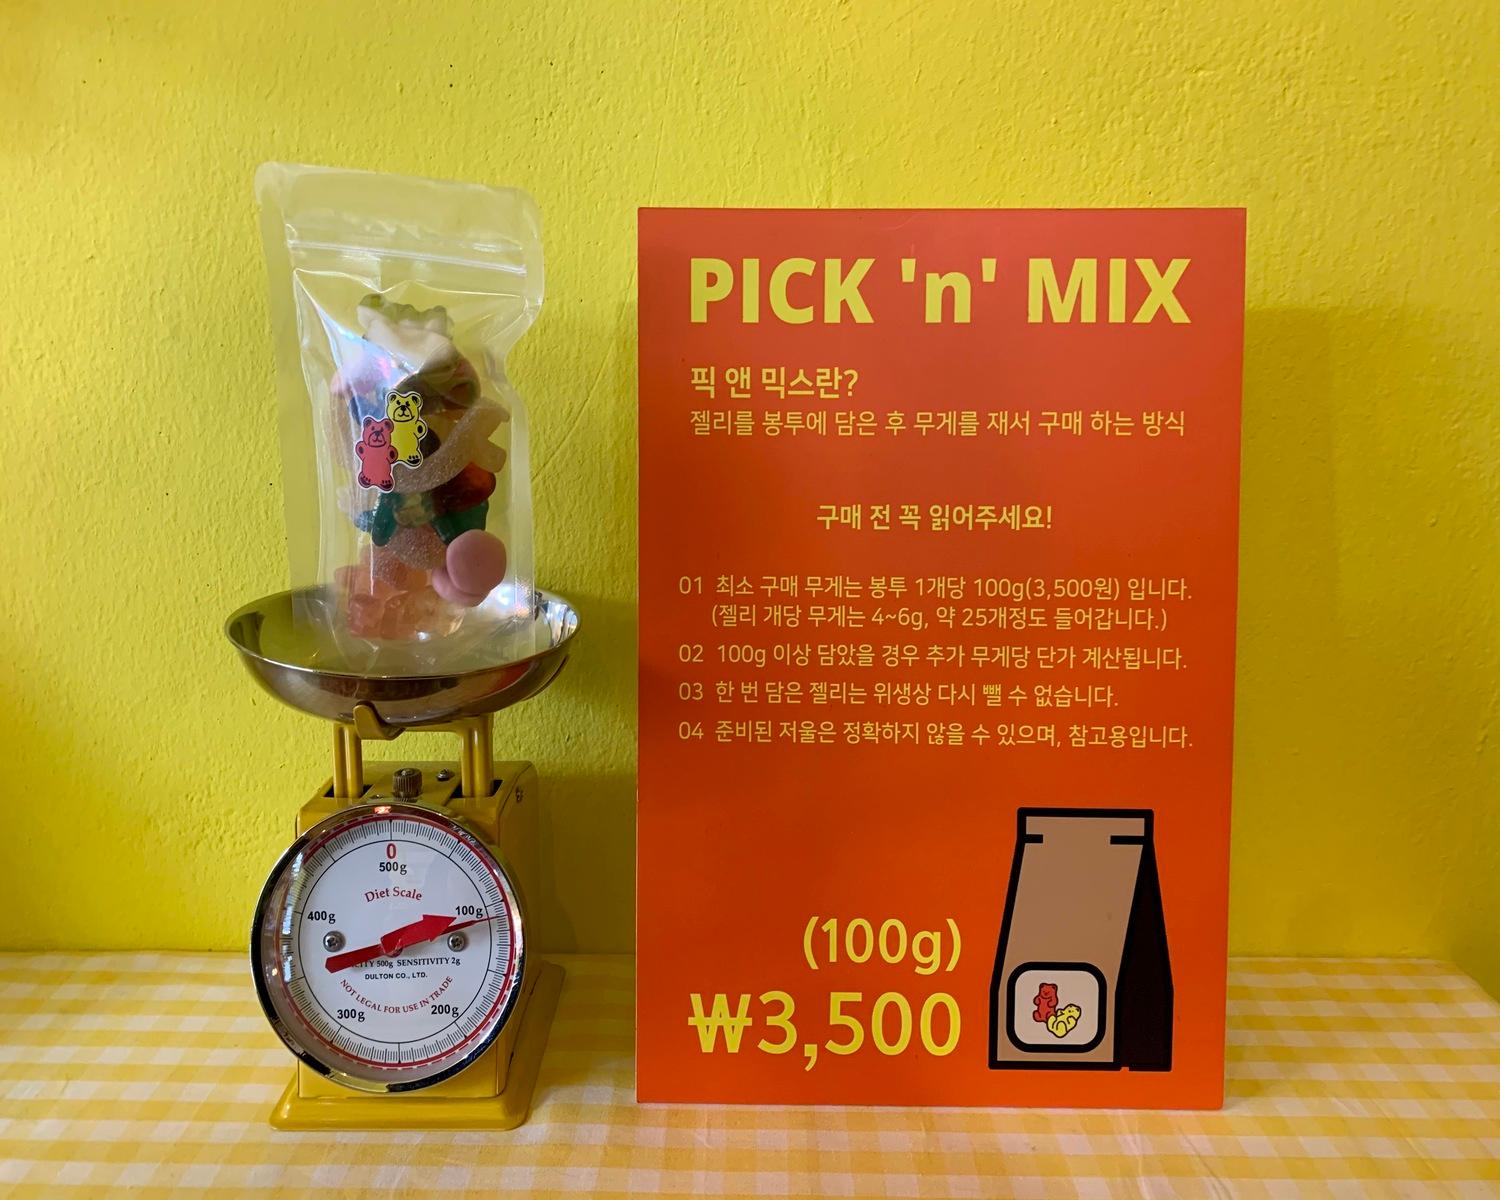 PICK 'n' MIX
픽 앤 믹스란?
젤리를 봉투에 담은 후 무게를 재서 구매 하는 방식
구매 전 꼭 읽어주세요!
01 최소 구매 무게는 봉투 1개당 100g(3,500원) 입니다.
(젤리 개당 무게는 4~6g, 약 25개정도 들어갑니다.)
02 100g 이상 담았을 경우 추가 무게당 단가 계산됩니다.
03 한 번 담은 젤리는 위생상 다시 뺄 수 없습니다.
04 준비된 저울은 정확하지 않을 수 있으며, 참고용입니다.
(100g)
₩3,500
0
500g
Diet Scale
400g
100g
500g SENSITIVITY 2g
DULTON CO., LTD.
NOT LEGAL FOR USE IN TRADE
300g
200g